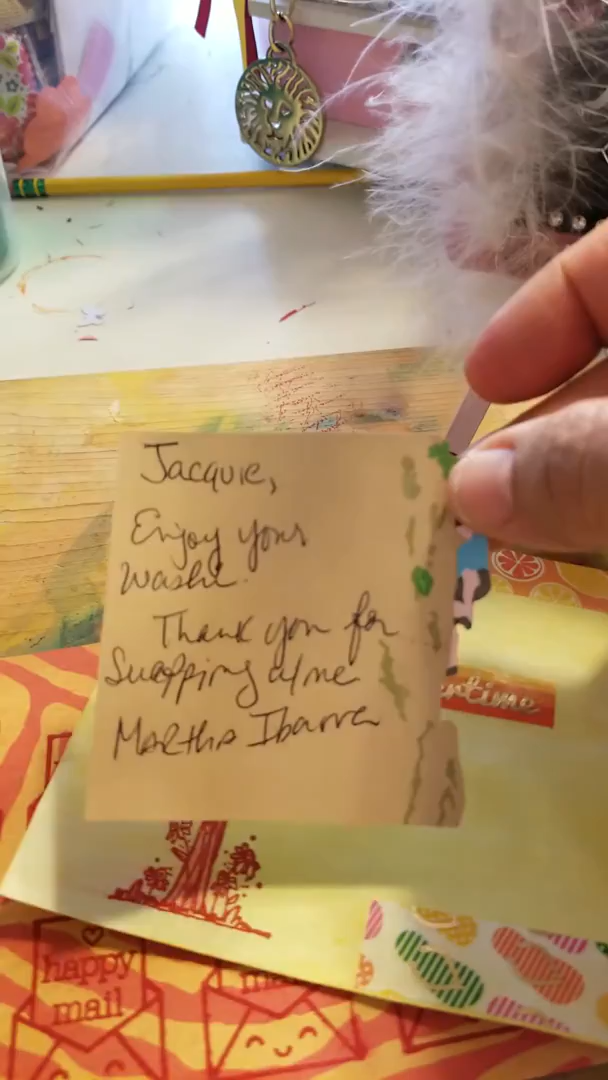 Jacquie,
Enjoy your
washi.
Thank you for
Swapping w/me
Martha Ibarra
happy
mail